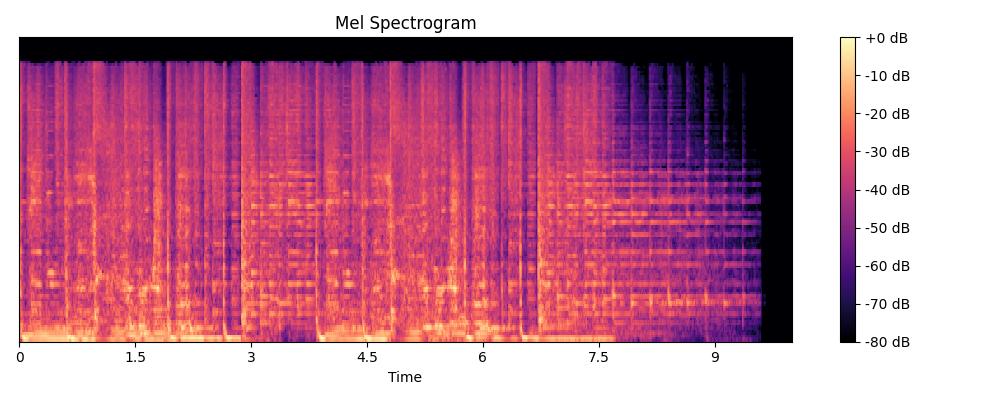 Mel Spectrogram
+0 dB
-10 dB
-20 dB
-30 dB
-40 dB
-50 dB
-60 dB
-70 dB
-80 dB
0
1.5
3
4.5
6
7.5
9
Time